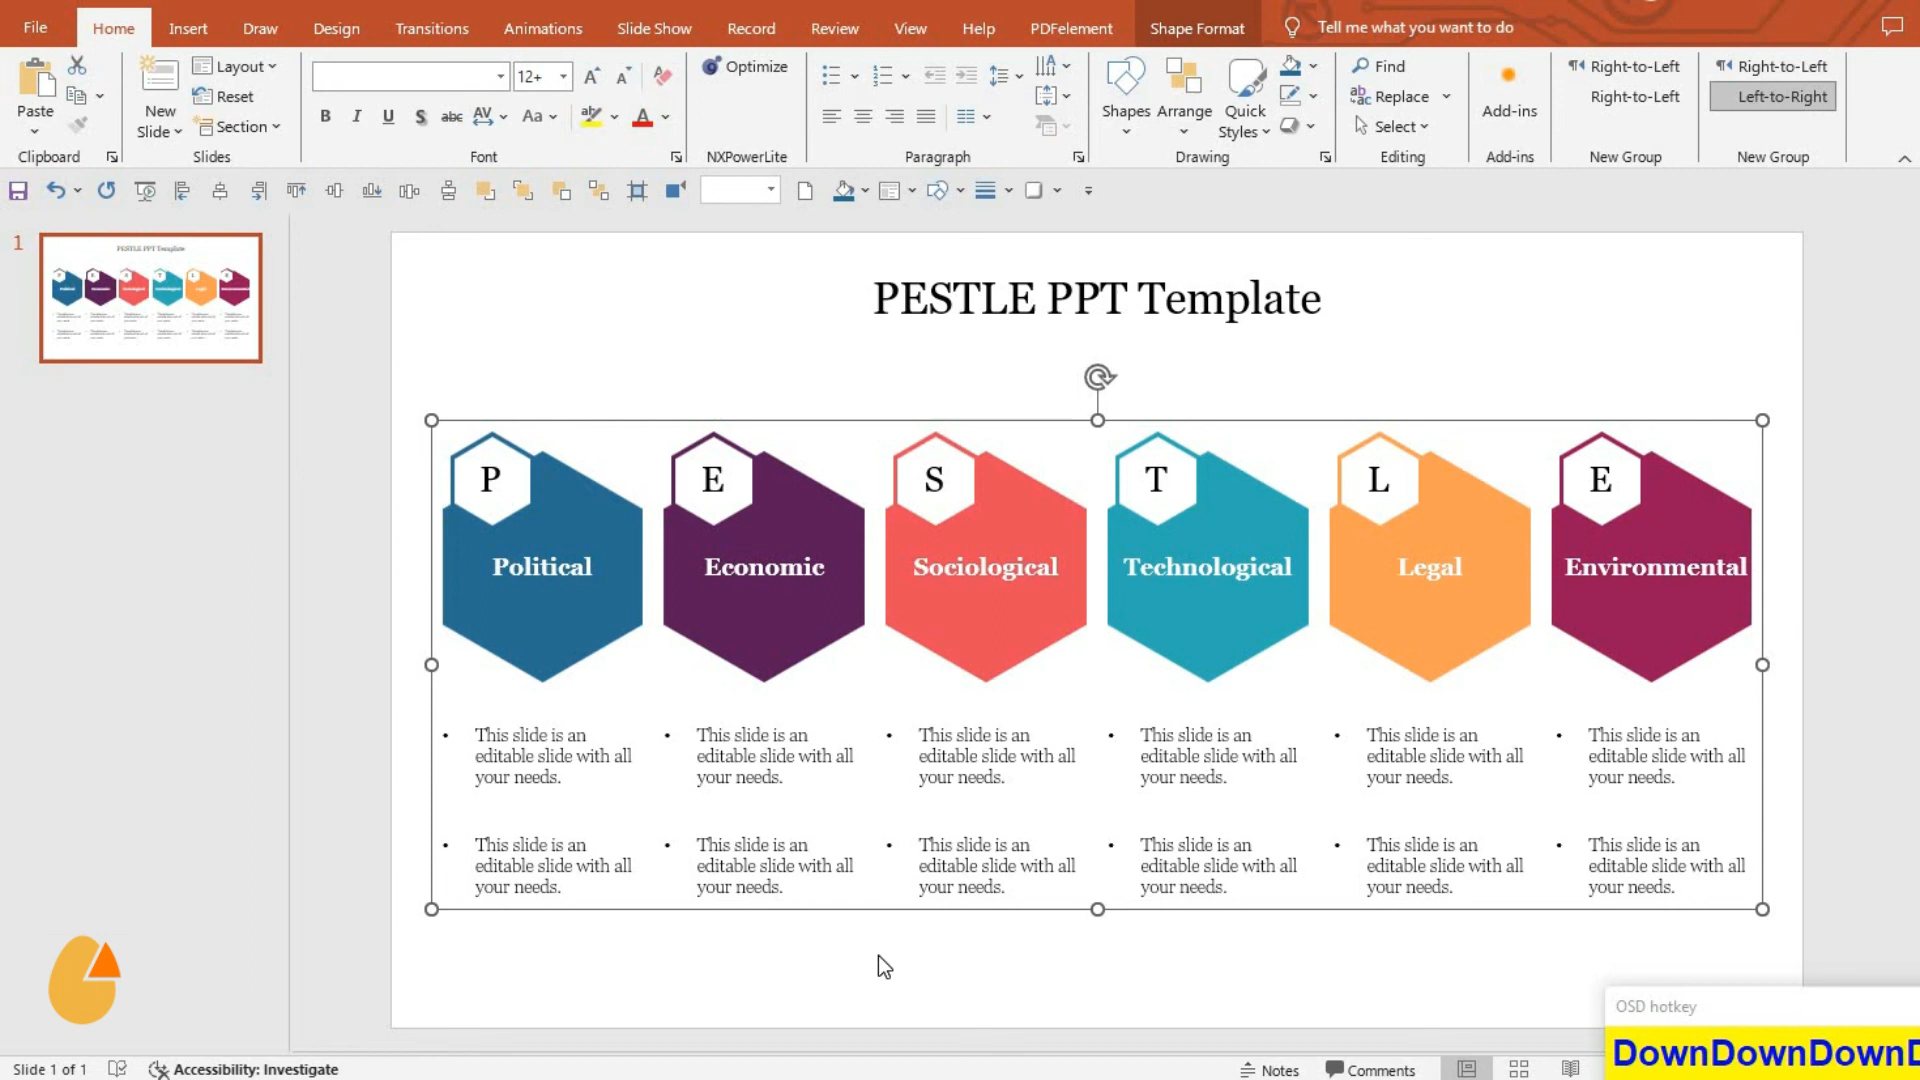 File Home Insert Draw Design Transitions Animations Slide Show Record Review View Help PDFelement Shape Format Tell me what you want to do
Paste
Clipboard
New Slide
Layout
Reset
Section
Slides
12+
B I U S abc AV Aa A
Font
Optimize
NXPowerLite
Paragraph
Shapes Arrange Quick Styles
Drawing
Find
Replace
Select
Editing
Add-ins
Add-ins
Right-to-Left
Right-to-Left
New Group
Right-to-Left
Left-to-Right
New Group
1
PESTLE PPT Template
PESTLE PPT Template
P E S T L E
Political Economic Sociological Technological Legal Environmental
• This slide is an editable slide with all your needs.
• This slide is an editable slide with all your needs.
• This slide is an editable slide with all your needs.
• This slide is an editable slide with all your needs.
• This slide is an editable slide with all your needs.
• This slide is an editable slide with all your needs.
• This slide is an editable slide with all your needs.
• This slide is an editable slide with all your needs.
• This slide is an editable slide with all your needs.
• This slide is an editable slide with all your needs.
• This slide is an editable slide with all your needs.
• This slide is an editable slide with all your needs.
OSD hotkey
DownDownDown
Slide 1 of 1 Accessibility: Investigate Notes Comments